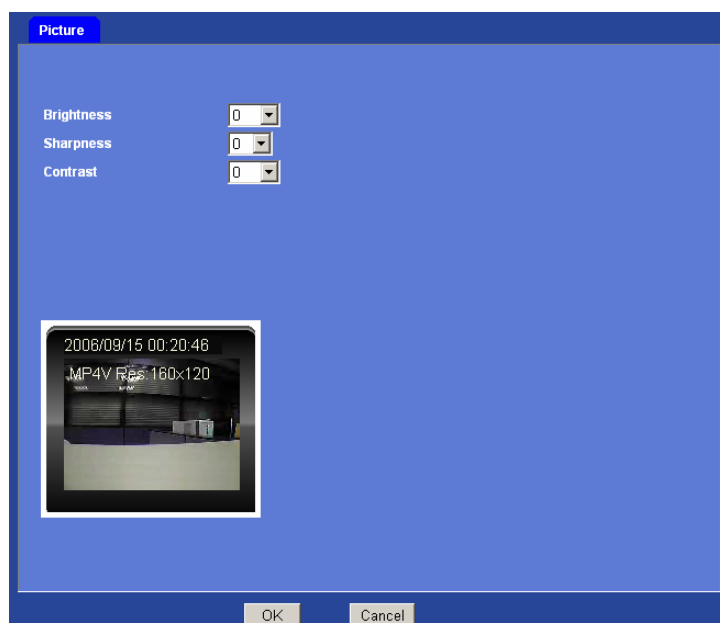 Picture
Brightness 0
Sharpness 0
Contrast 0
2006/09/15 00:20:46
MP4V Res:160x120
OK Cancel